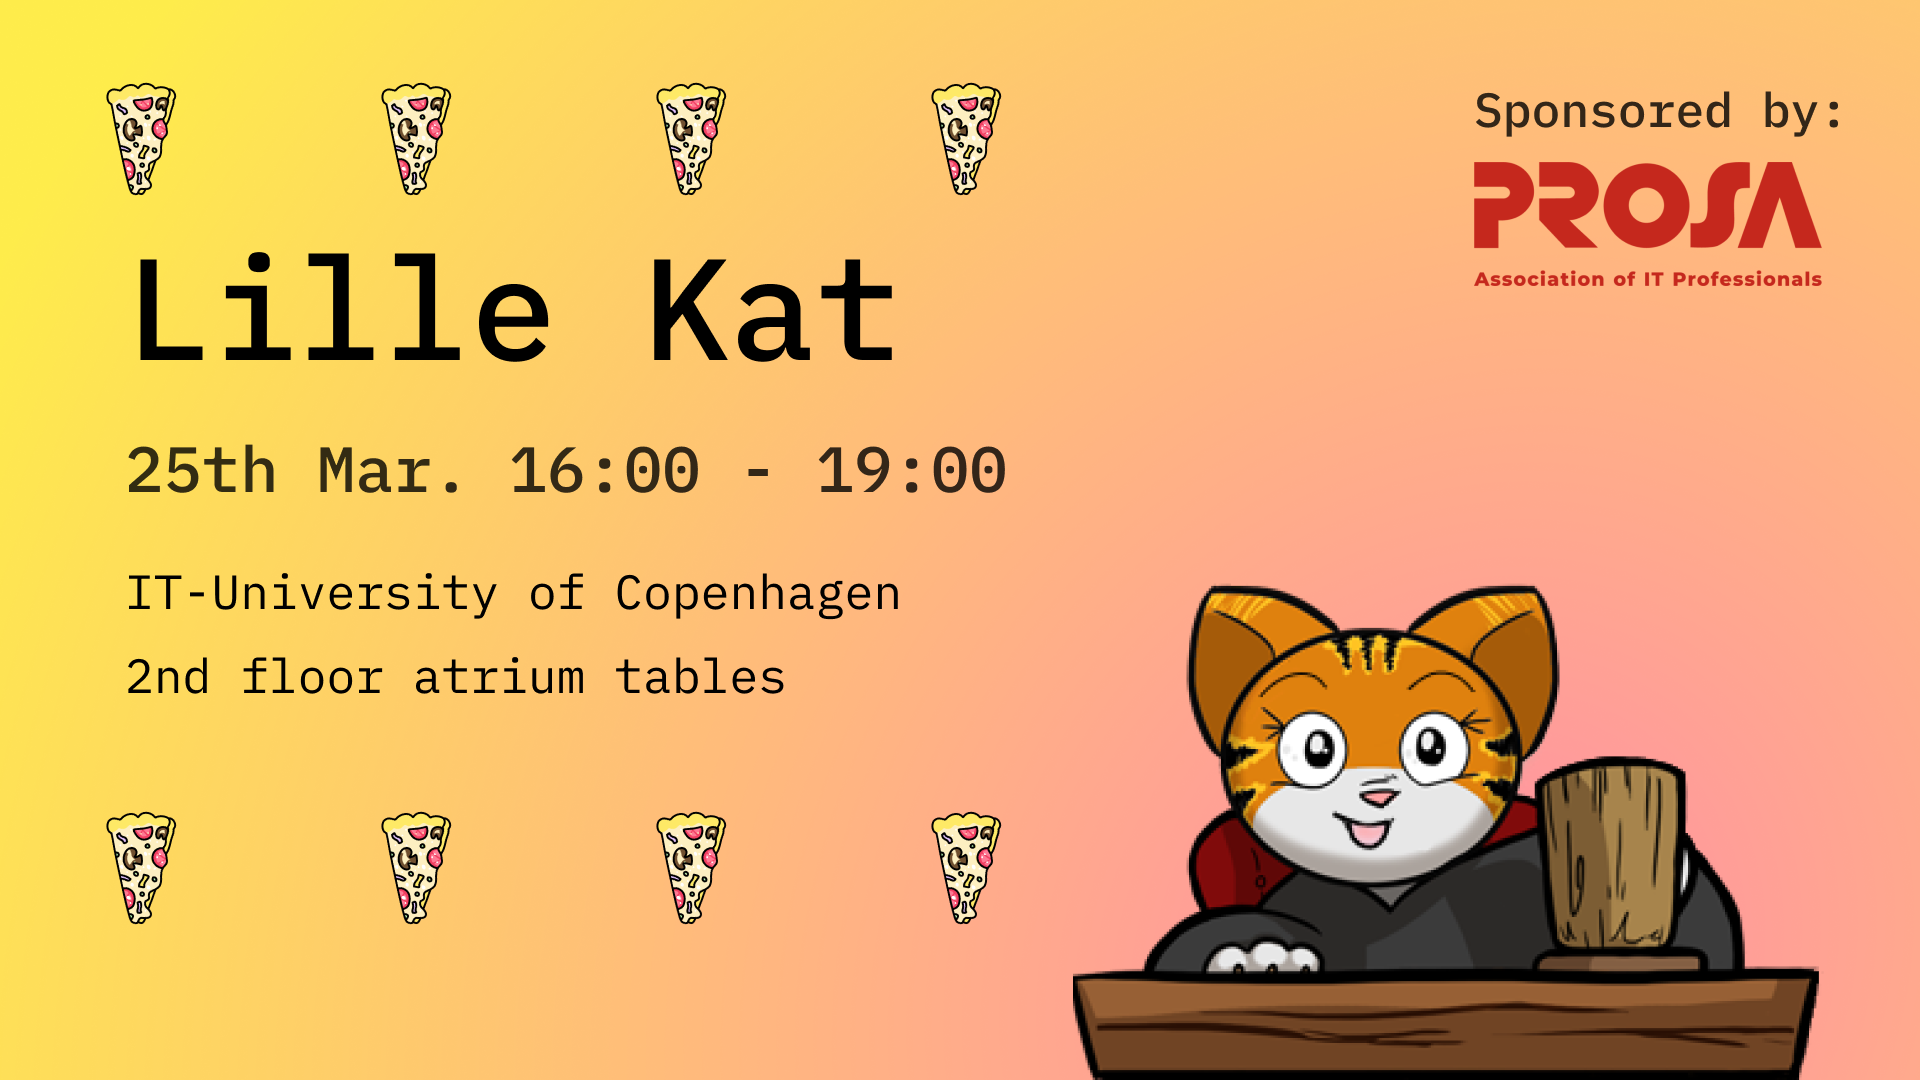 Sponsored by:
PROSA
Association of IT Professionals
Lille Kat
25th Mar. 16:00 - 19:00
IT-University of Copenhagen
2nd floor atrium tables